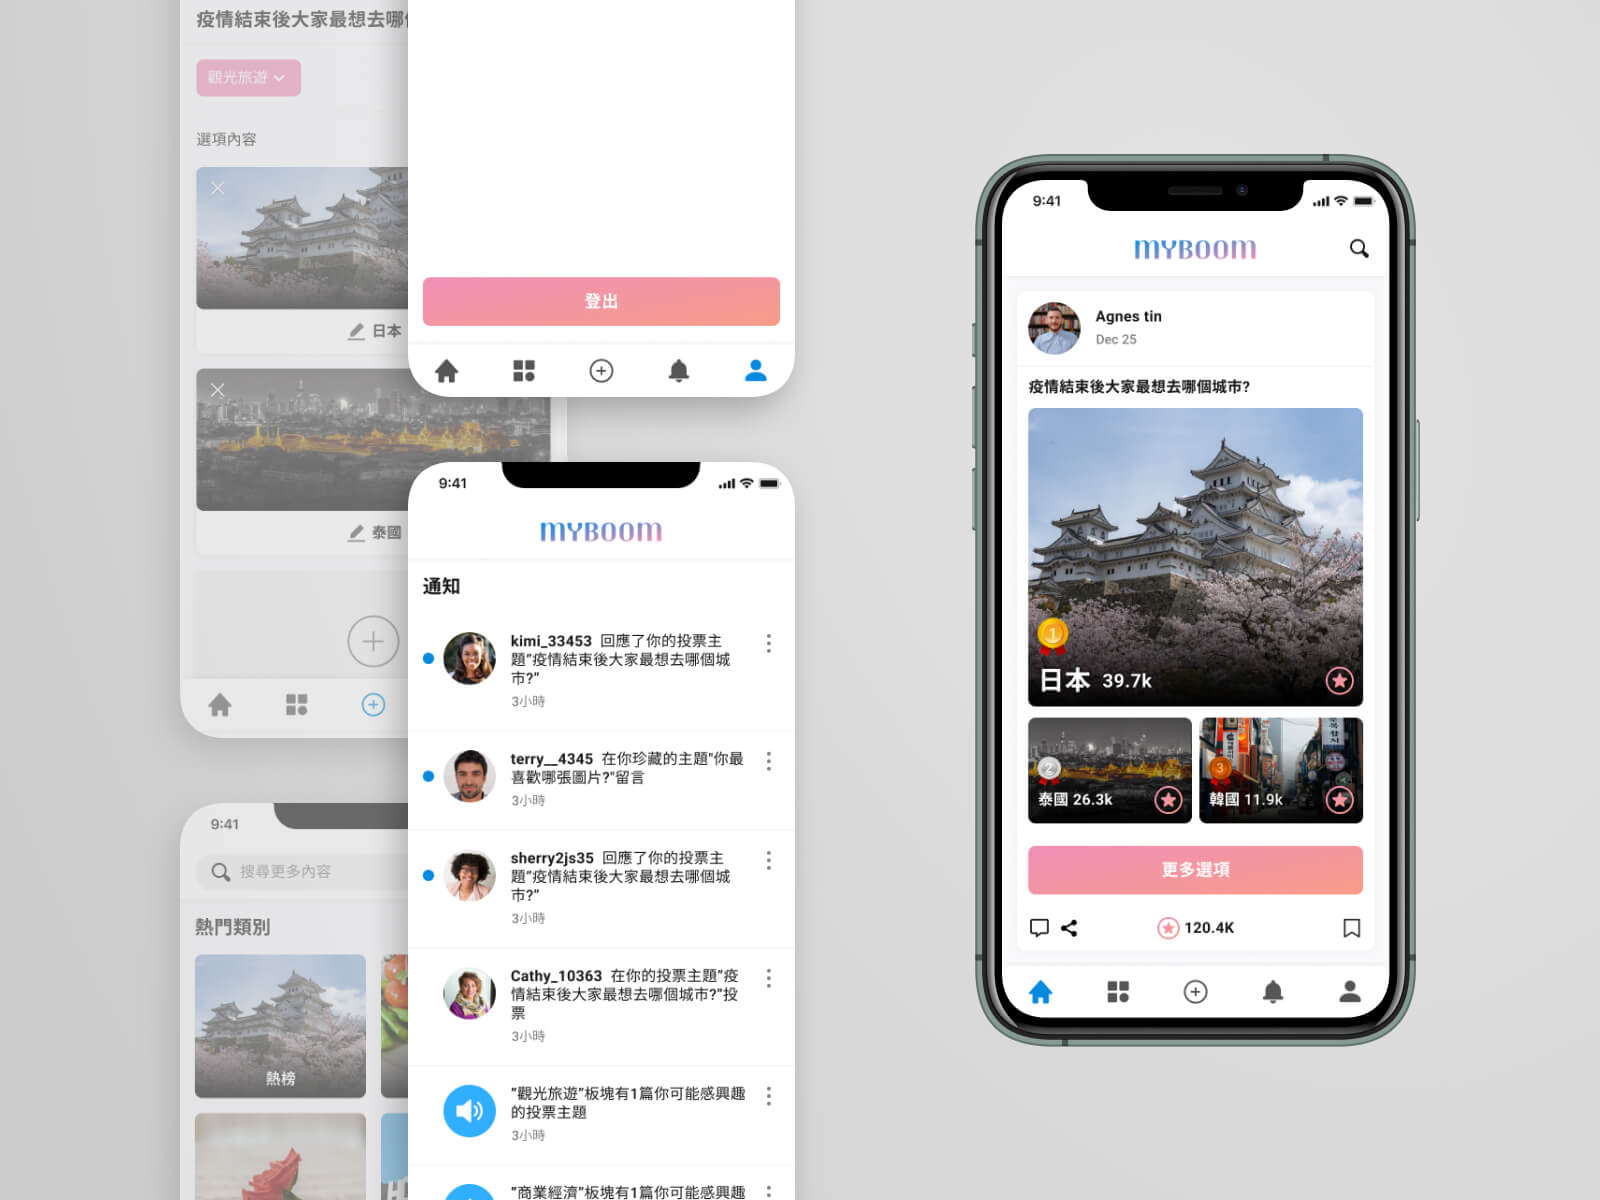 疫情結束後大家最想去哪
觀光旅遊
選項內容
日本
泰國
9:41
搜尋更多內容
熱門類別
熱榜
登出
9:41
MYBOOM
通知
kimi_33453 回應了你的投票主
題“疫情結束後大家最想去哪個城
市?”
3小時
terry__4345 在你珍藏的主題"你最
喜歡哪張圖片?"留言
3小時
sherry2js35 回應了你的投票主
題“疫情結束後大家最想去哪個城
市?”
3小時
Cathy_10363 在你的投票主題”疫
情結束後大家最想去哪個城市?”投
票
3小時
”觀光旅遊”板塊有1篇你可能感興趣
的投票主題
3小時
”商業經濟”板塊有1篇你可能感興趣
9:41
MYBOOM
Agnes tin
Dec 25
疫情結束後大家最想去哪個城市?
1
日本 39.7k
2
泰國 26.3k
3
韓國 11.9k
更多選項
120.4K